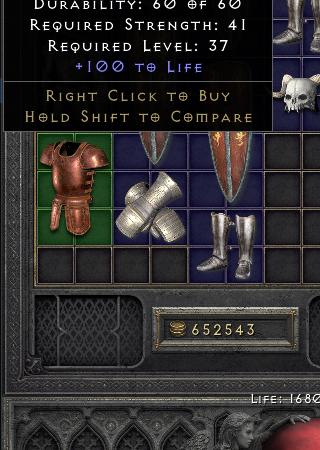 Durability: 60 of 60
Required Strength: 41
Required Level: 37
+100 to Life
Right Click to Buy
Hold Shift to Compare
652543
Life: 1680